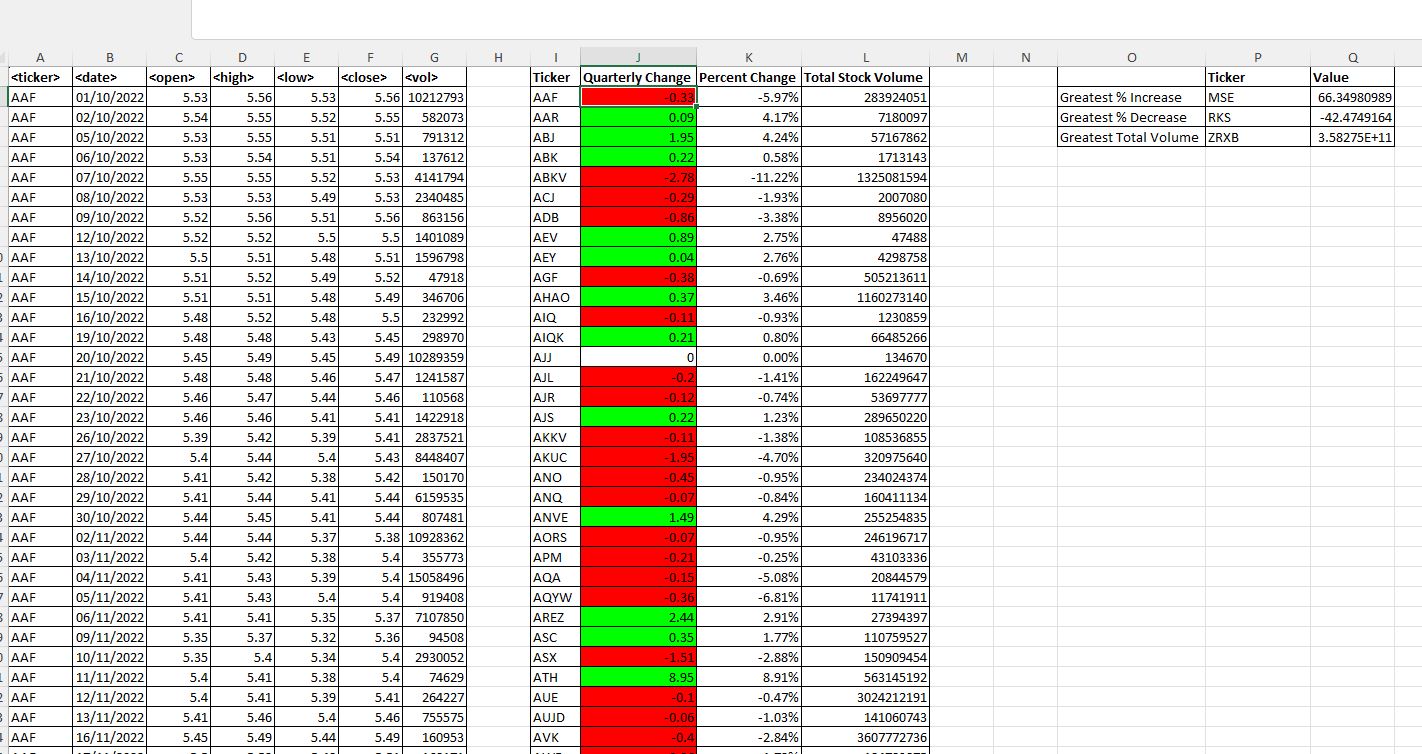 A B C D E F G H I J K L M N O P Q
<ticker> <date> <open> <high> <low> <close> <vol> Ticker Quarterly Change Percent Change Total Stock Volume Ticker Value
AAF 01/10/2022 5.53 5.56 5.53 5.56 10212793 AAF -0.33 -5.97% 283924051 Greatest % Increase MSE 66.34980989
AAF 02/10/2022 5.54 5.55 5.52 5.55 582073 AAR 0.09 4.17% 7180097 Greatest % Decrease RKS -42.4749164
AAF 05/10/2022 5.53 5.55 5.51 5.51 791312 ABJ 1.95 4.24% 57167862 Greatest Total Volume ZRXB 3.58275E+11
AAF 06/10/2022 5.53 5.54 5.51 5.54 137612 ABK 0.22 0.58% 1713143
AAF 07/10/2022 5.55 5.55 5.52 5.53 4141794 ABKV -2.78 -11.22% 1325081594
AAF 08/10/2022 5.53 5.53 5.49 5.53 2340485 ACJ -0.29 -1.93% 2007080
AAF 09/10/2022 5.52 5.56 5.51 5.56 863156 ADB -0.86 -3.38% 8956020
AAF 12/10/2022 5.52 5.52 5.5 5.5 1401089 AEV 0.89 2.75% 47488
AAF 13/10/2022 5.5 5.51 5.48 5.51 1596798 AEY 0.04 2.76% 4298758
AAF 14/10/2022 5.51 5.52 5.49 5.52 47918 AGF -0.38 -0.69% 505213611
AAF 15/10/2022 5.51 5.51 5.48 5.49 346706 AHAO 0.37 3.46% 1160273140
AAF 16/10/2022 5.48 5.52 5.48 5.5 232992 AIQ -0.11 -0.93% 1230859
AAF 19/10/2022 5.48 5.48 5.43 5.45 298970 AIQK 0.21 0.80% 66485266
AAF 20/10/2022 5.45 5.49 5.45 5.49 10289359 AJJ 0 0.00% 134670
AAF 21/10/2022 5.48 5.48 5.46 5.47 1241587 AJL -0.2 -1.41% 162249647
AAF 22/10/2022 5.46 5.47 5.44 5.46 110568 AJR -0.12 -0.74% 53697777
AAF 23/10/2022 5.46 5.46 5.41 5.41 1422918 AJS 0.22 1.23% 289650220
AAF 26/10/2022 5.39 5.42 5.39 5.41 2837521 AKKV -0.11 -1.38% 108536855
AAF 27/10/2022 5.4 5.44 5.4 5.43 8448407 AKUC -1.95 -4.70% 320975640
AAF 28/10/2022 5.41 5.42 5.38 5.42 150170 ANO -0.45 -0.95% 234024374
AAF 29/10/2022 5.41 5.44 5.41 5.44 6159535 ANQ -0.07 -0.84% 160411134
AAF 30/10/2022 5.44 5.45 5.41 5.44 807481 ANVE 1.49 4.29% 255254835
AAF 02/11/2022 5.44 5.44 5.37 5.38 10928362 AORS -0.07 -0.95% 246196717
AAF 03/11/2022 5.4 5.42 5.38 5.4 355773 APM -0.21 -0.25% 43103336
AAF 04/11/2022 5.41 5.43 5.39 5.4 15058496 AQA -0.15 -5.08% 20844579
AAF 05/11/2022 5.41 5.43 5.4 5.4 919408 AQYW -0.36 -6.81% 11741911
AAF 06/11/2022 5.41 5.41 5.35 5.37 7107850 AREZ 2.44 2.91% 27394397
AAF 09/11/2022 5.35 5.37 5.32 5.36 94508 ASC 0.35 1.77% 110759527
AAF 10/11/2022 5.35 5.4 5.34 5.4 2930052 ASX -1.51 -2.88% 150909454
AAF 11/11/2022 5.4 5.41 5.38 5.4 74629 ATH 8.95 8.91% 563145192
AAF 12/11/2022 5.4 5.41 5.39 5.41 264227 AUE -0.1 -0.47% 3024212191
AAF 13/11/2022 5.41 5.46 5.4 5.46 755575 AUJD -0.06 -1.03% 141060743
AAF 16/11/2022 5.45 5.49 5.44 5.49 160953 AVK -0.4 -2.84% 3607772736